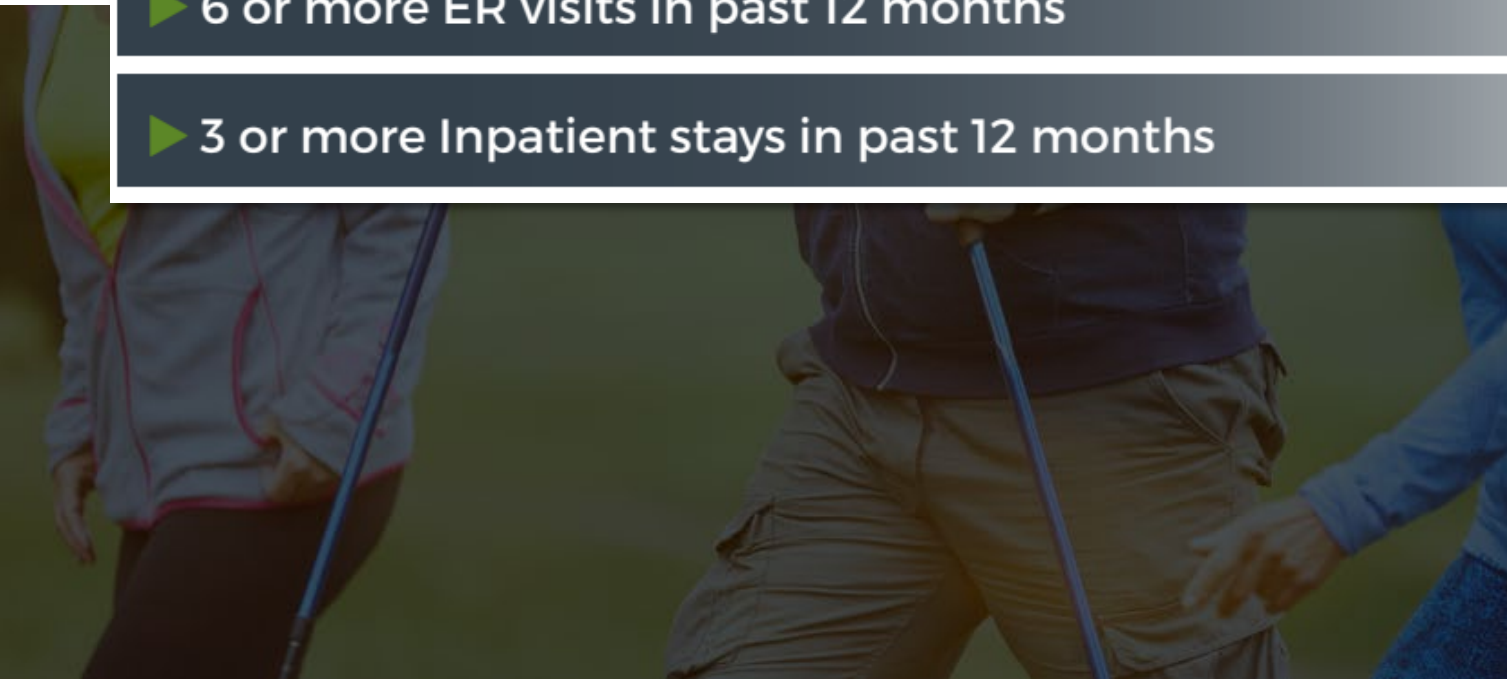 6 or more ER visits in past 12 months
3 or more Inpatient stays in past 12 months